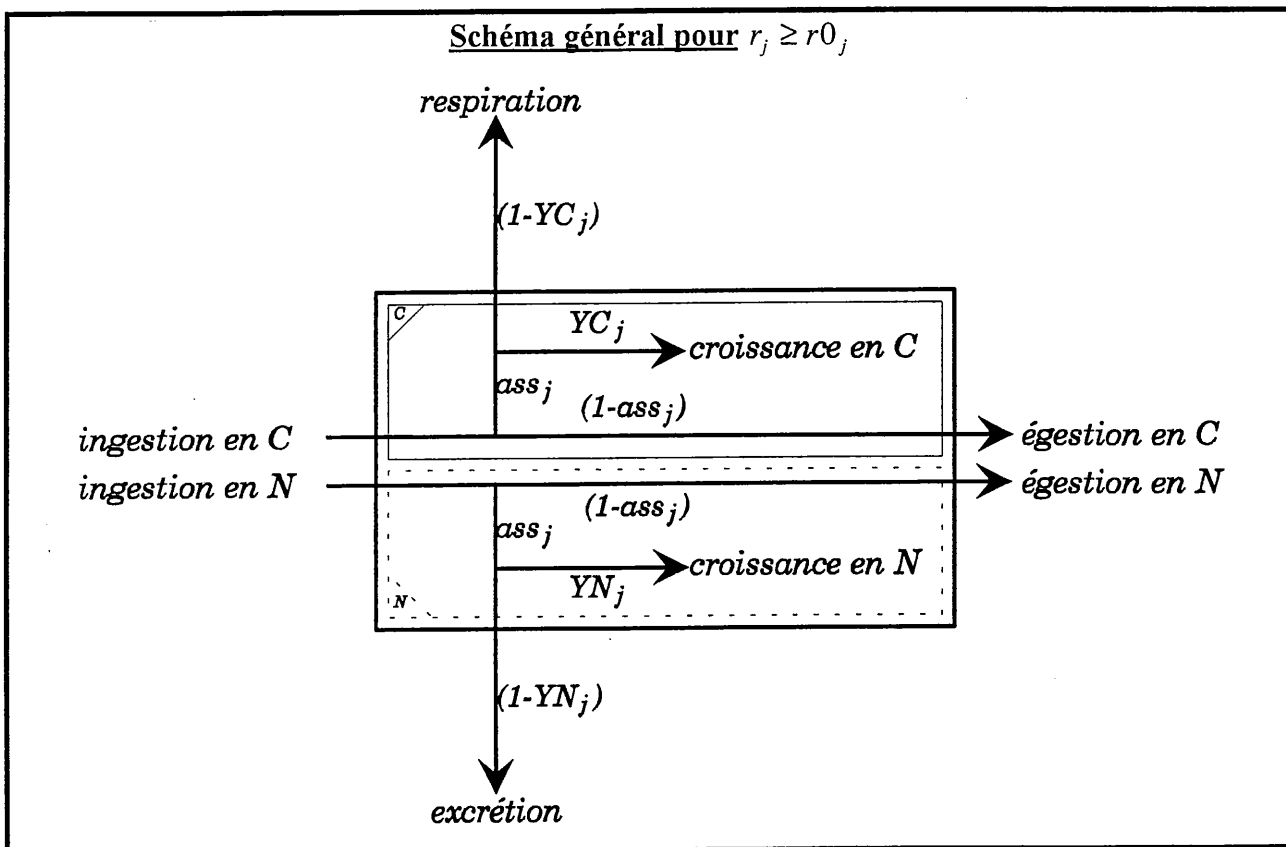 Schéma général pour r_j ≥ r0_j
respiration
(1-YC_j)
C
YC_j
croissance en C
ass_j
(1-ass_j)
ingestion en C
égestion en C
ingestion en N
égestion en N
(1-ass_j)
ass_j
croissance en N
YN_j
N
(1-YN_j)
excrétion